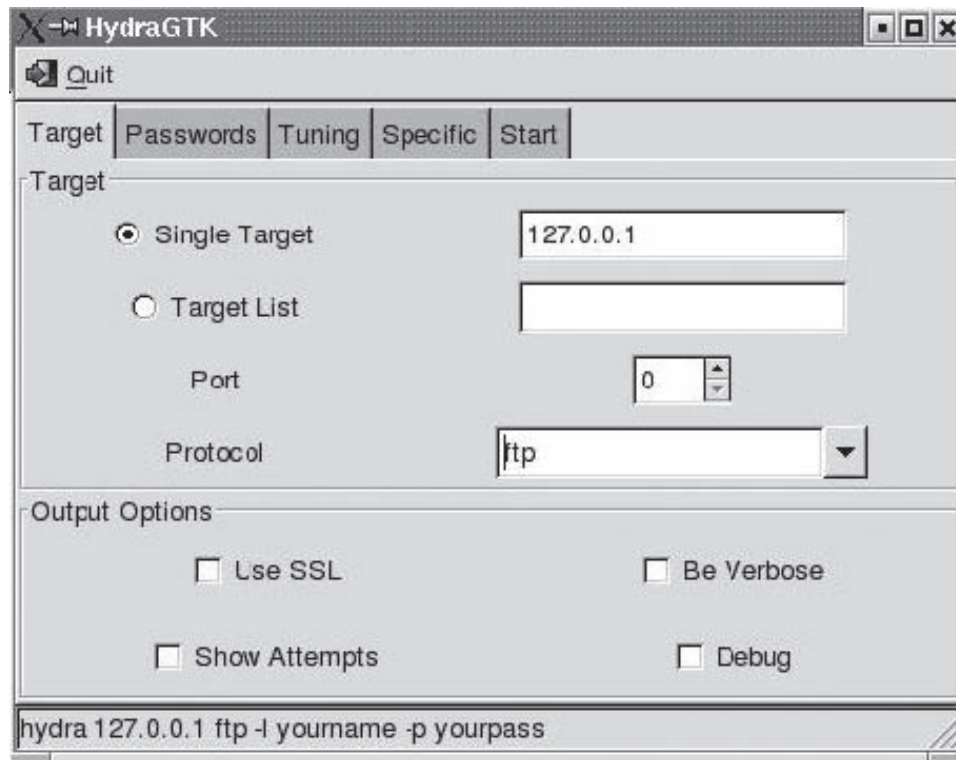 HydraGTK
Quit
Target Passwords Tuning Specific Start
Target
Single Target 127.0.0.1
Target List
Port 0
Protocol ftp
Output Options
Use SSL Be Verbose
Show Attempts Debug
hydra 127.0.0.1 ftp -l yourname -p yourpass